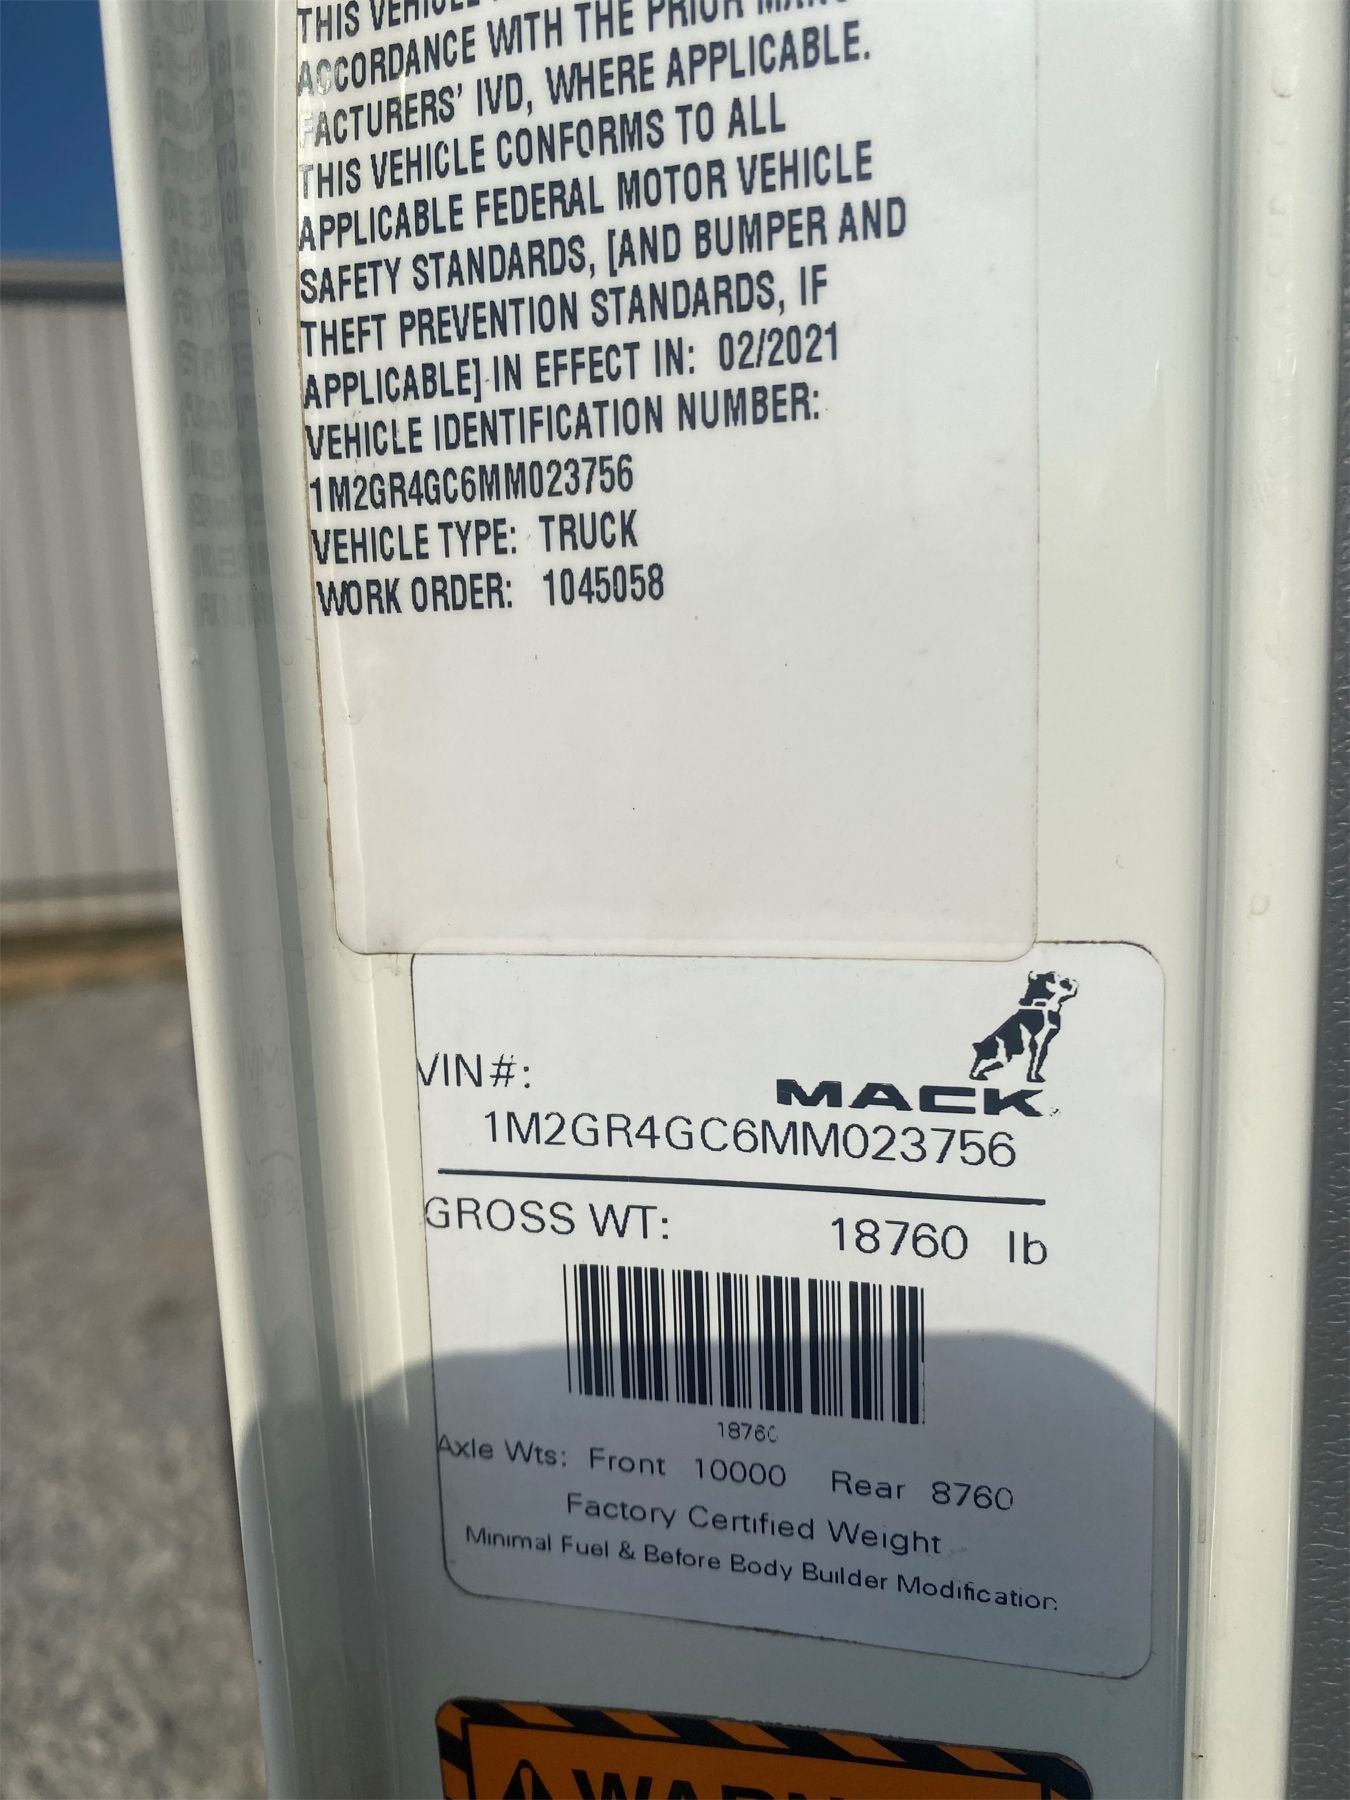 THIS VEHICLE
ACCORDANCE WITH THE PRIOR MANU
FACTURERS' IVD, WHERE APPLICABLE.
THIS VEHICLE CONFORMS TO ALL
APPLICABLE FEDERAL MOTOR VEHICLE
SAFETY STANDARDS, [AND BUMPER AND
THEFT PREVENTION STANDARDS, IF
APPLICABLE] IN EFFECT IN: 02/2021
VEHICLE IDENTIFICATION NUMBER:
1M2GR4GC6MM023756
VEHICLE TYPE: TRUCK
WORK ORDER: 1045058
MACK
VIN#:
1M2GR4GC6MM023756
GROSS WT: 18760 lb
18760
Axle Wts: Front 10000 Rear 8760
Factory Certified Weight
Minimal Fuel & Before Body Builder Modification